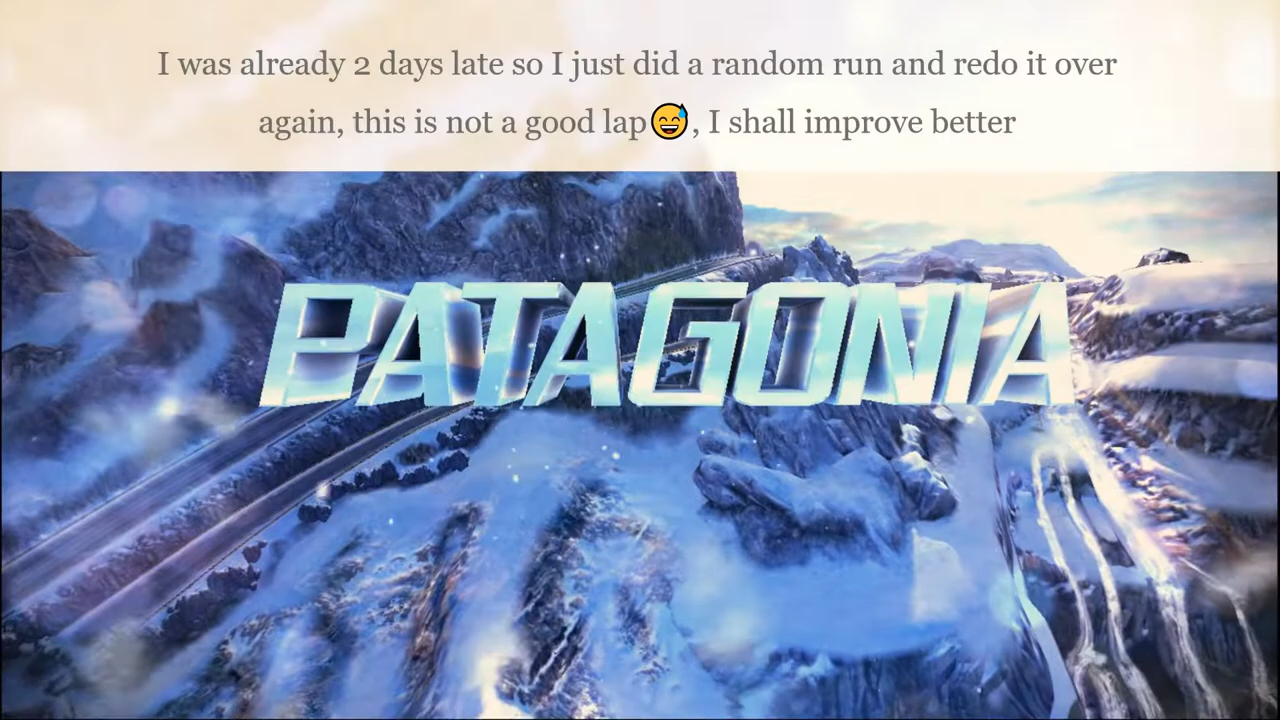 I was already 2 days late so I just did a random run and redo it over
again, this is not a good lap😅, I shall improve better
PATAGONIA